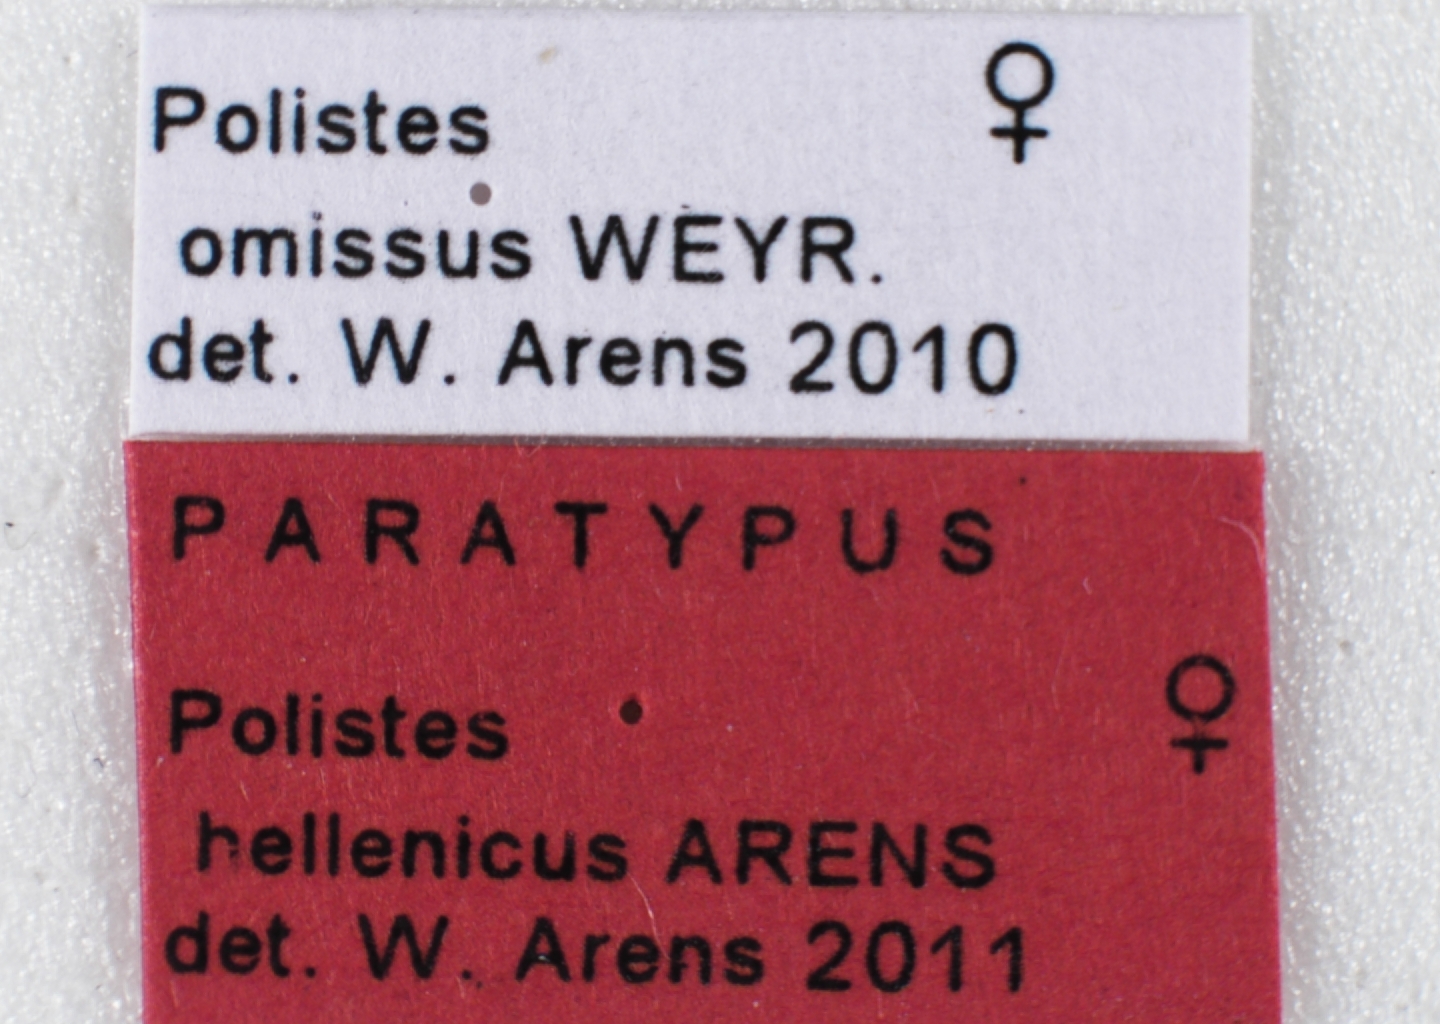 Polistes ♀
omissus WEYR.
det. W. Arens 2010
PARATYPUS
Polistes ♀
hellenicus ARENS
det. W. Arens 2011